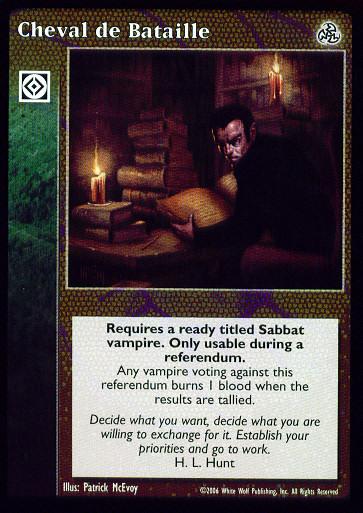 Cheval de Bataille
Requires a ready titled Sabbat
vampire. Only usable during a
referendum.
Any vampire voting against this
referendum burns 1 blood when the
results are tallied.
Decide what you want, decide what you are
willing to exchange for it. Establish your
priorities and go to work.
H. L. Hunt
Illus: Patrick McEvoy
©2006 White Wolf Publishing, Inc. All Rights Reserved